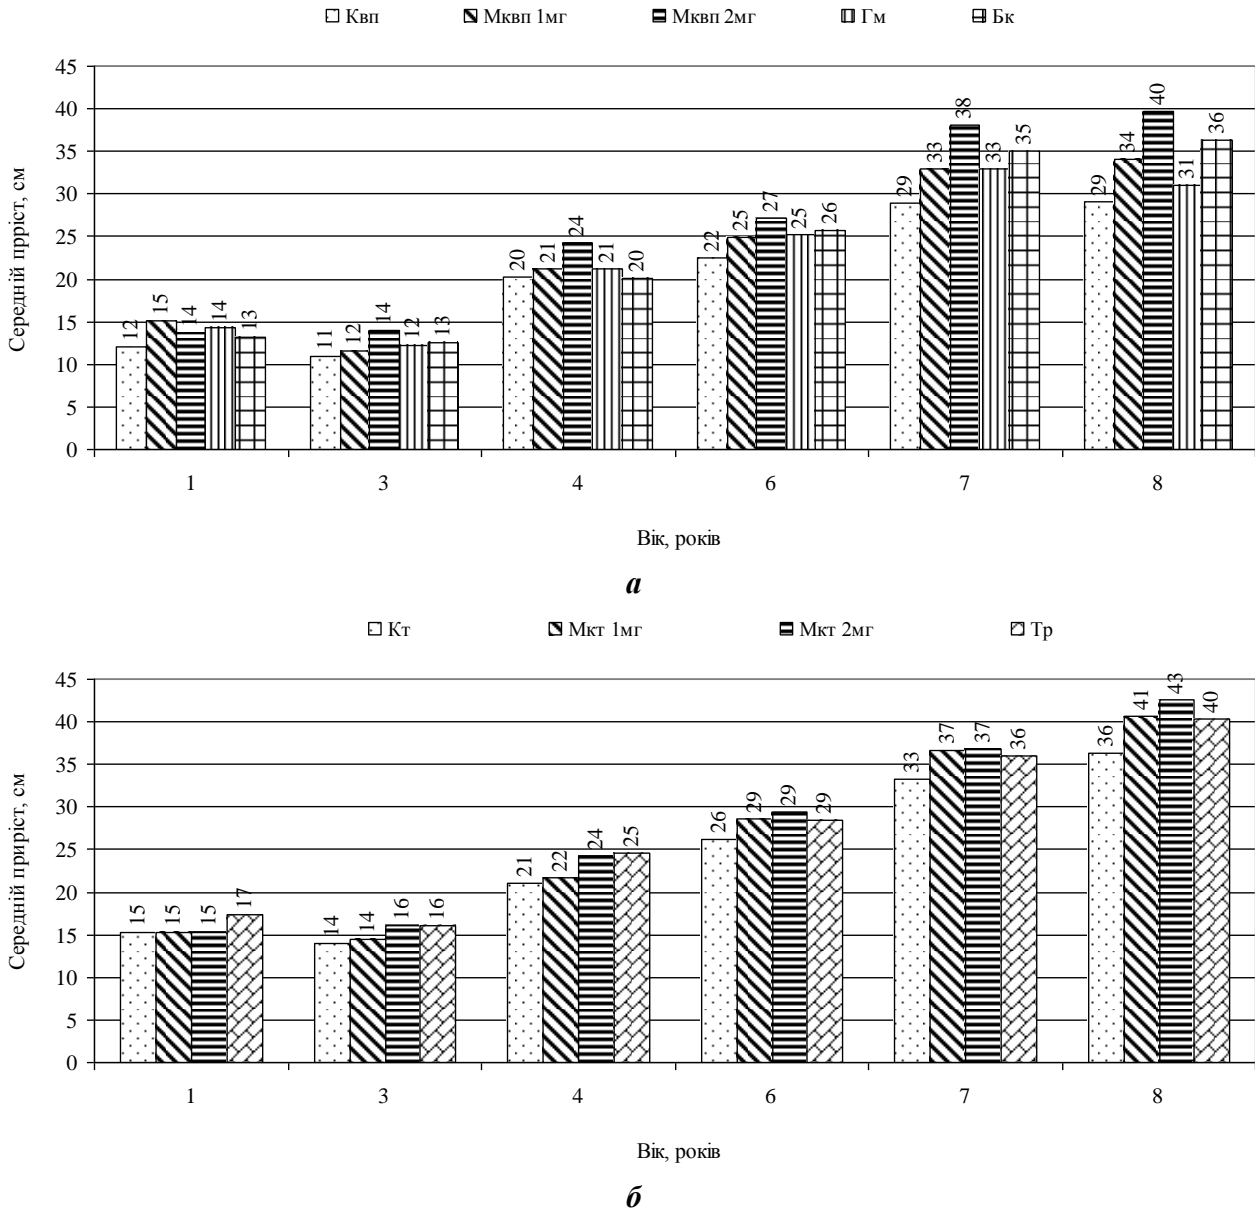 Квп Мквп 1мг Мквп 2мг Гм Бк
Середній прріст, см
45
40
35
30
25
20
15
10
5
0
12 15 14 14 13
11 12 14 12 13
20 21 24 21 20
22 25 27 25 26
29 33 38 33 35
29 34 40 31 36
1 3 4 6 7 8
Вік, років
а
Кт Мкт 1мг Мкт 2мг Тр
Середній приріст, см
45
40
35
30
25
20
15
10
5
0
15 15 15 17
14 14 16 16
21 22 24 25
26 29 29 29
33 37 37 36
36 41 43 40
1 3 4 6 7 8
Вік, років
б